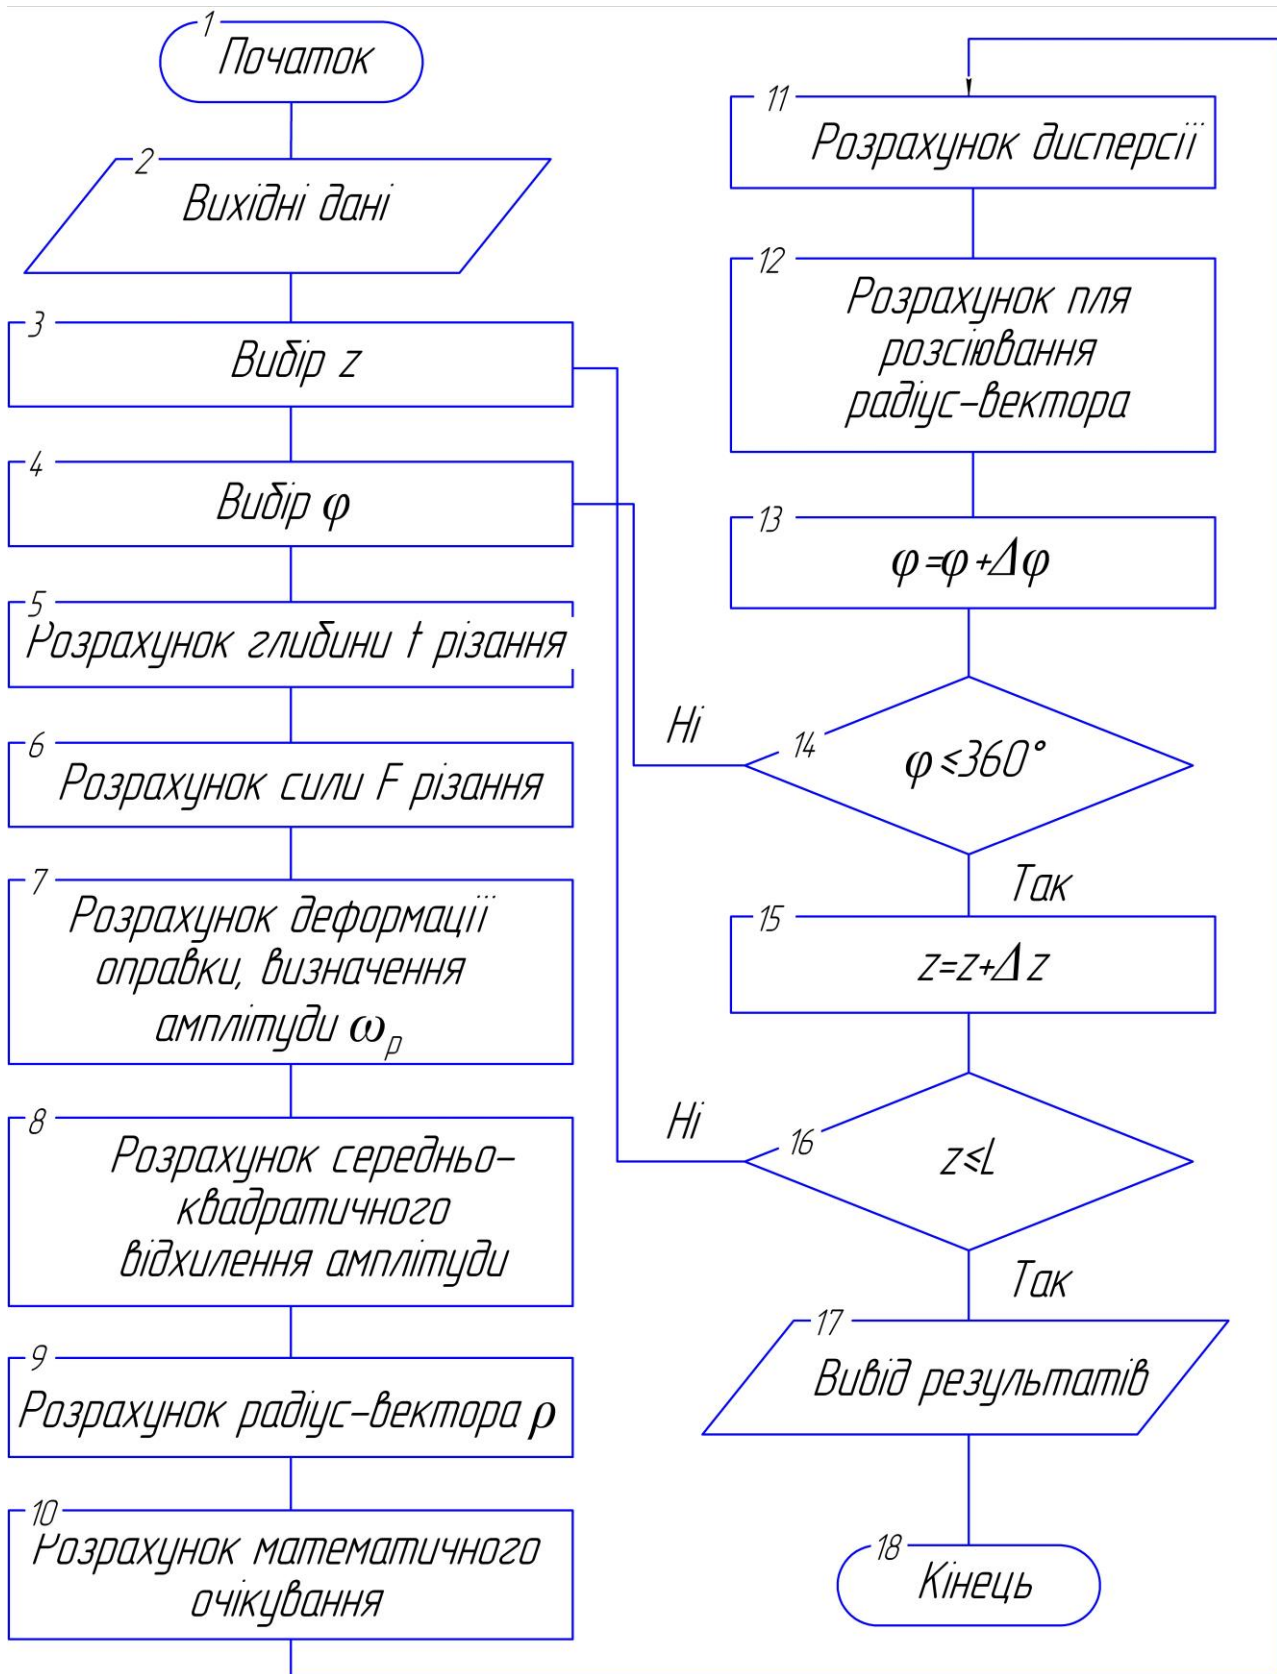 1
Початок
2
Вихідні дані
3
Вибір z
4
Вибір φ
5
Розрахунок глибини t різання
6
Розрахунок сили F різання
7
Розрахунок деформації
оправки, визначення
амплітуди ωp
8
Розрахунок середньо-
квадратичного
відхилення амплітуди
9
Розрахунок радіус-вектора ρ
10
Розрахунок математичного
очікування
11
Розрахунок дисперсії
12
Розрахунок пля
розсіювання
радіус-вектора
13
φ=φ+Δφ
Ні
14
φ≤360°
Так
15
z=z+Δz
Ні
16
z≤L
Так
17
Вивід результатів
18
Кінець